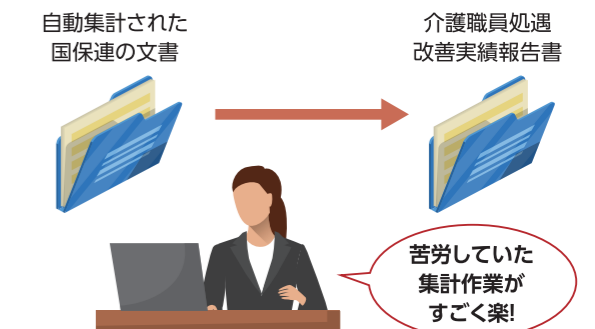 自動集計された
国保連の文書
介護職員処遇
改善実績報告書
苦労していた
集計作業が
すごく楽!